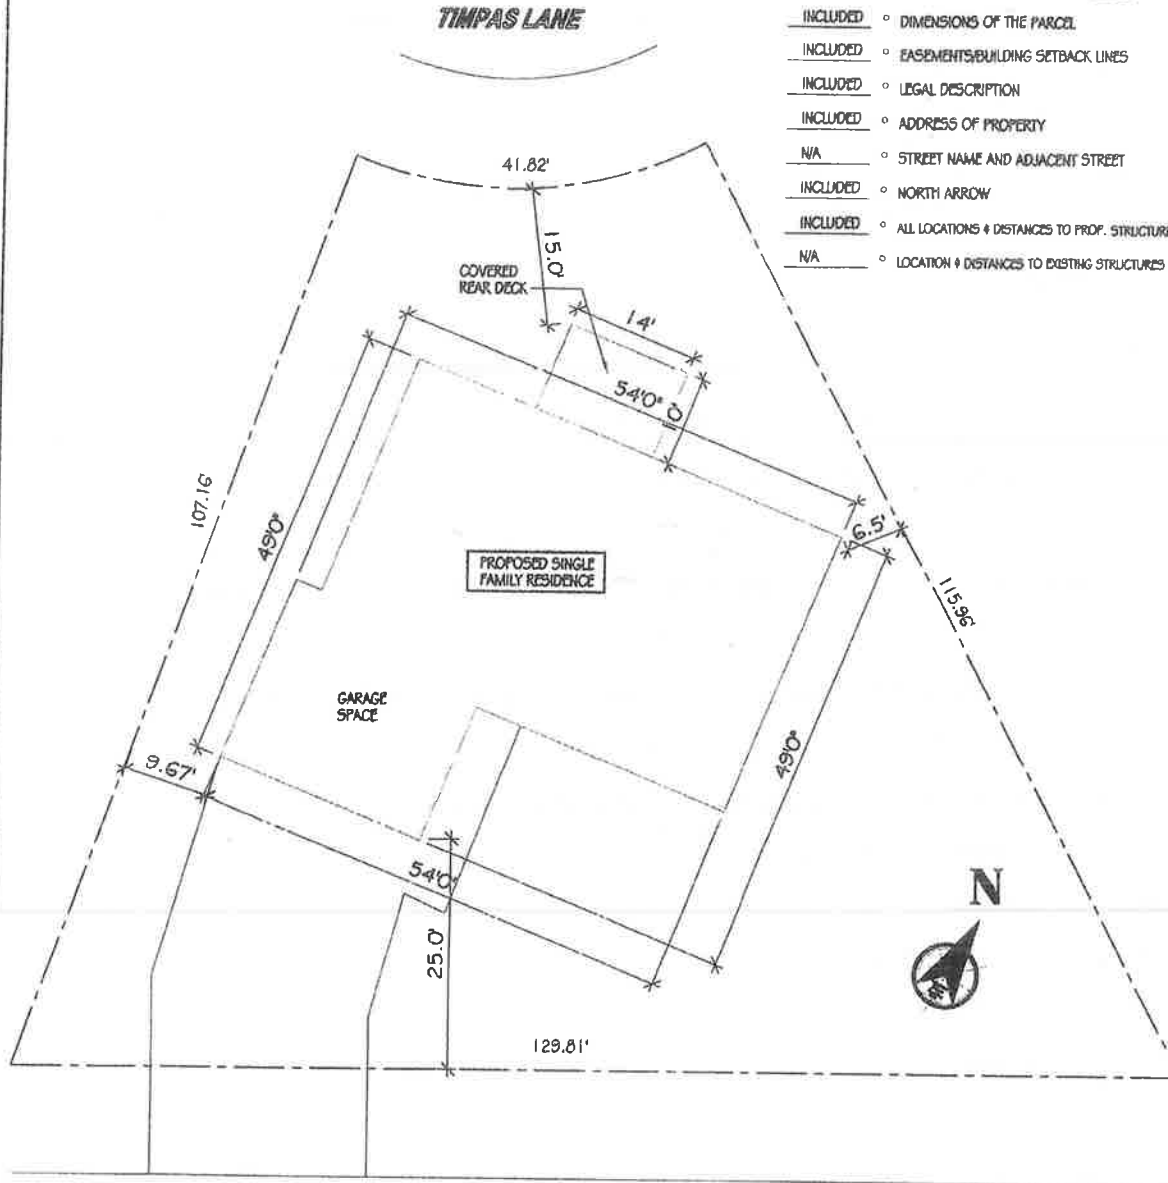 TIMPAS LANE
INCLUDED ° DIMENSIONS OF THE PARCEL
INCLUDED ° EASEMENTS/BUILDING SETBACK LINES
INCLUDED ° LEGAL DESCRIPTION
INCLUDED ° ADDRESS OF PROPERTY
N/A ° STREET NAME AND ADJACENT STREET
INCLUDED ° NORTH ARROW
INCLUDED ° ALL LOCATIONS & DISTANCES TO PROP. STRUCTURE
N/A ° LOCATION & DISTANCES TO EXISTING STRUCTURES
41.82'
15.0'
COVERED
REAR DECK
14'
54'0"
10'
107.16'
49'0"
6.5'
PROPOSED SINGLE
FAMILY RESIDENCE
115.96'
GARAGE
SPACE
49'0"
9.67'
54'0"
N
25.0'
129.81'